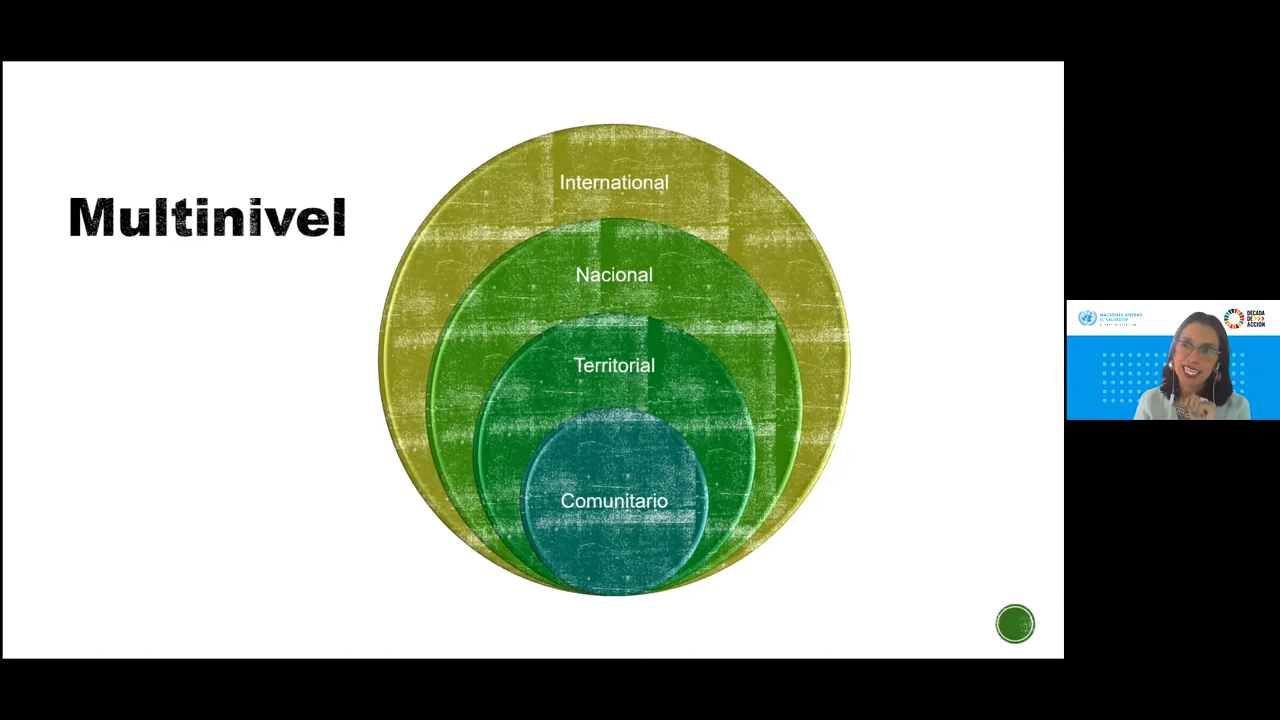 Multinivel
International
Nacional
Territorial
Comunitario
NACIONES UNIDAS
EL SALVADOR
DÉCADA
DE
ACCIÓN